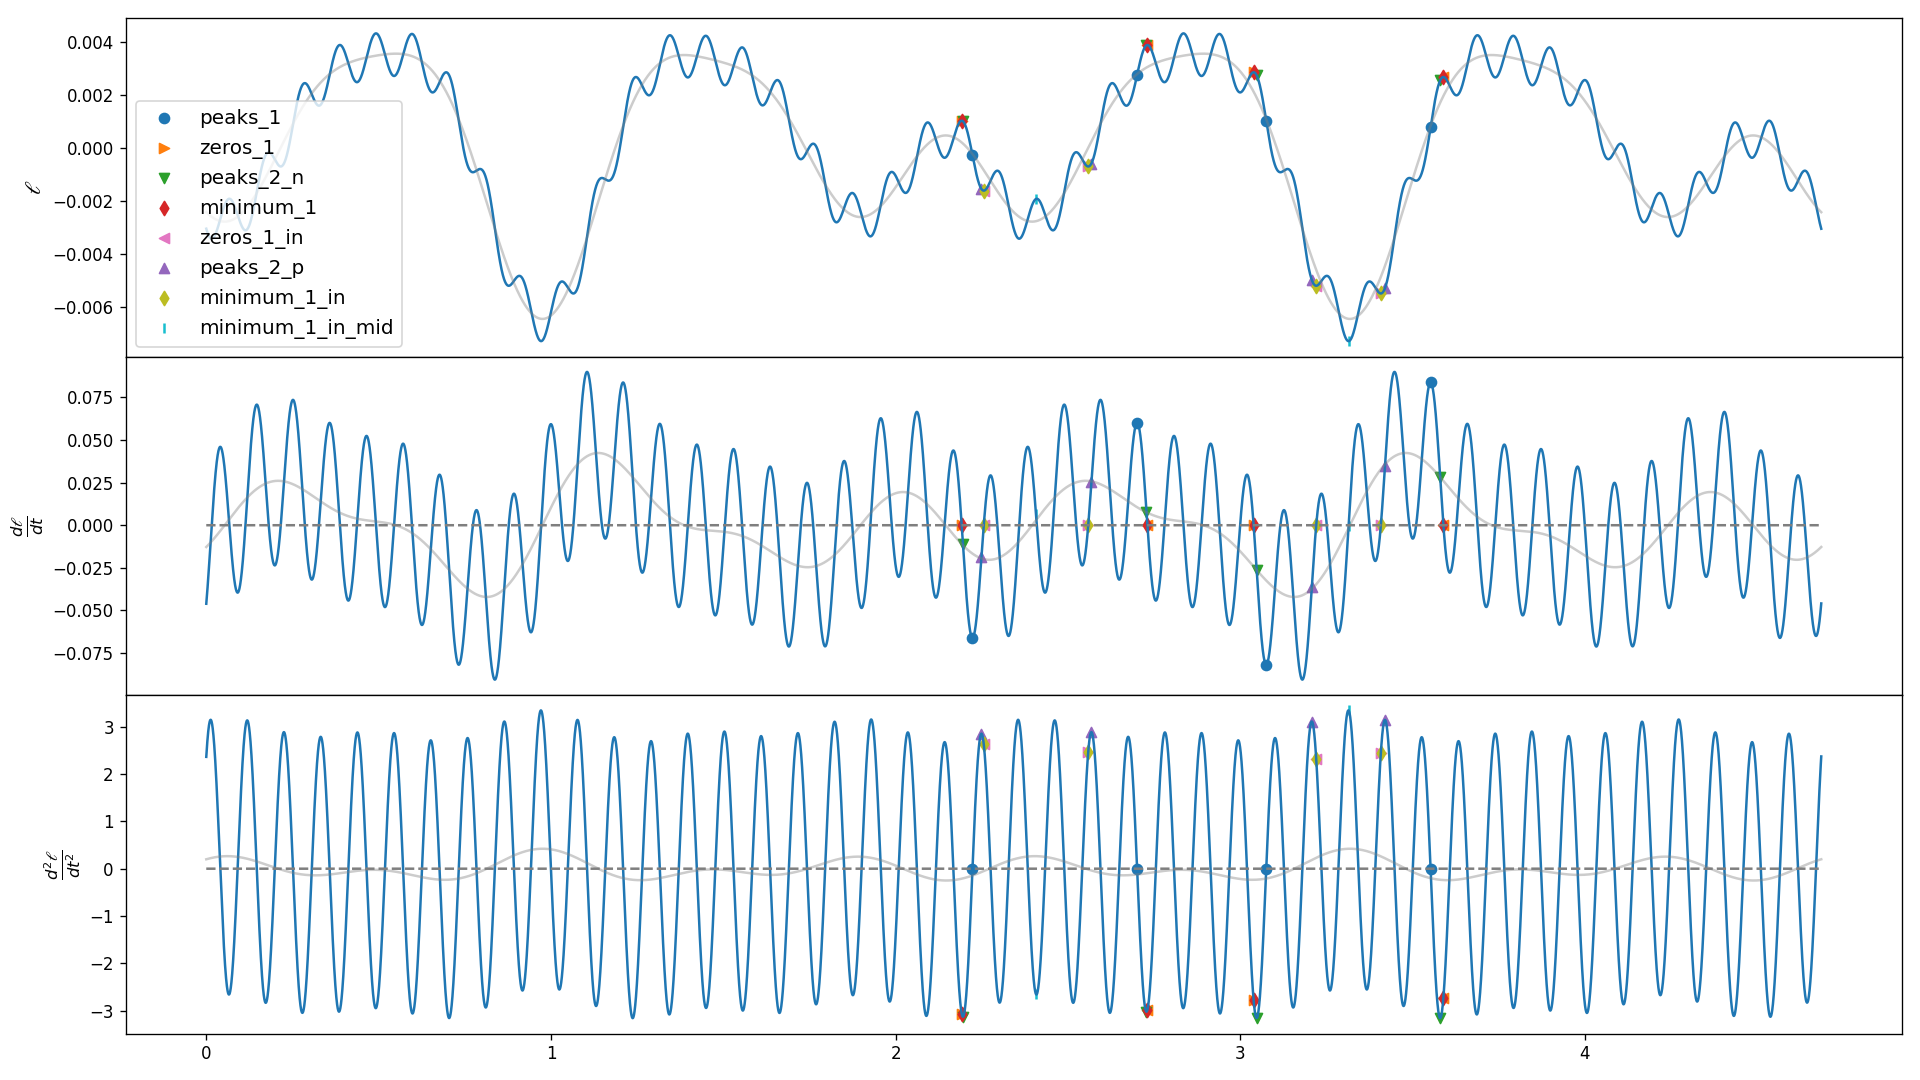 0.004
0.002
0.000
−0.002
−0.004
−0.006
ℓ
peaks_1
zeros_1
peaks_2_n
minimum_1
zeros_1_in
peaks_2_p
minimum_1_in
minimum_1_in_mid
0.075
0.050
0.025
0.000
−0.025
−0.050
−0.075
dℓ
dt
3
2
1
0
−1
−2
−3
d²ℓ
dt²
0 1 2 3 4